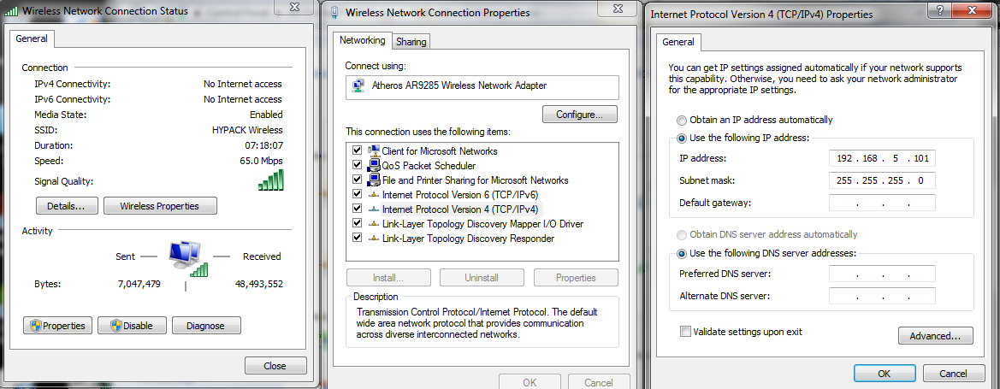 Wireless Network Connection Status
General
Connection
IPv4 Connectivity: No Internet access
IPv6 Connectivity: No Internet access
Media State: Enabled
SSID: HYPACK Wireless
Duration: 07:18:07
Speed: 65.0 Mbps
Signal Quality:
Details... Wireless Properties
Activity
Sent Received
Bytes: 7,047,479 48,493,552
Properties Disable Diagnose
Close
Wireless Network Connection Properties
Networking Sharing
Connect using:
Atheros AR9285 Wireless Network Adapter
Configure...
This connection uses the following items:
Client for Microsoft Networks
QoS Packet Scheduler
File and Printer Sharing for Microsoft Networks
Internet Protocol Version 6 (TCP/IPv6)
Internet Protocol Version 4 (TCP/IPv4)
Link-Layer Topology Discovery Mapper I/O Driver
Link-Layer Topology Discovery Responder
Install... Uninstall Properties
Description
Transmission Control Protocol/Internet Protocol. The default
wide area network protocol that provides communication
across diverse interconnected networks.
OK Cancel
Internet Protocol Version 4 (TCP/IPv4) Properties
General
You can get IP settings assigned automatically if your network supports
this capability. Otherwise, you need to ask your network administrator
for the appropriate IP settings.
Obtain an IP address automatically
Use the following IP address:
IP address: 192 . 168 . 5 . 101
Subnet mask: 255 . 255 . 255 . 0
Default gateway: . . .
Obtain DNS server address automatically
Use the following DNS server addresses:
Preferred DNS server: . . .
Alternate DNS server: . . .
Validate settings upon exit
Advanced...
OK Cancel